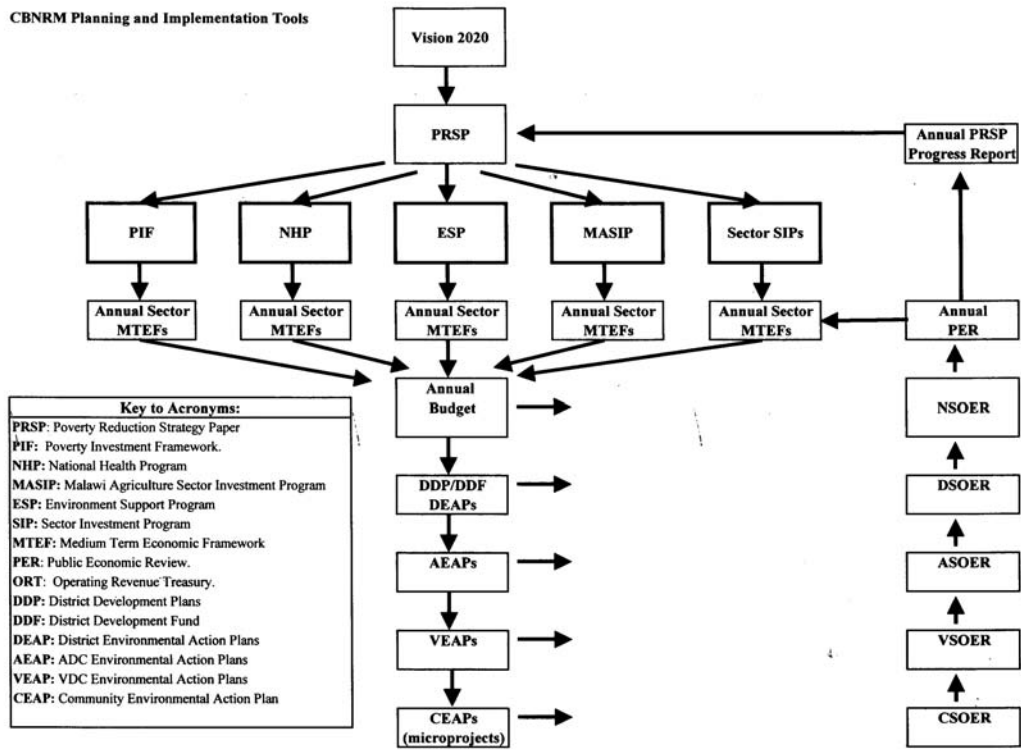 CBNRM Planning and Implementation Tools
Vision 2020
PRSP
Annual PRSP
Progress Report
PIF
NHP
ESP
MASIP
Sector SIPs
Annual Sector
MTEFs
Annual Sector
MTEFs
Annual Sector
MTEFs
Annual Sector
MTEFs
Annual Sector
MTEFs
Annual
PER
Annual
Budget
NSOER
DDP/DDF
DEAPs
DSOER
AEAPs
ASOER
VEAPs
VSOER
CEAPs
(microprojects)
CSOER
Key to Acronyms:
PRSP: Poverty Reduction Strategy Paper
PIF: Poverty Investment Framework.
NHP: National Health Program
MASIP: Malawi Agriculture Sector Investment Program
ESP: Environment Support Program
SIP: Sector Investment Program
MTEF: Medium Term Economic Framework
PER: Public Economic Review.
ORT: Operating Revenue Treasury.
DDP: District Development Plans
DDF: District Development Fund
DEAP: District Environmental Action Plans
AEAP: ADC Environmental Action Plans
VEAP: VDC Environmental Action Plans
CEAP: Community Environmental Action Plan